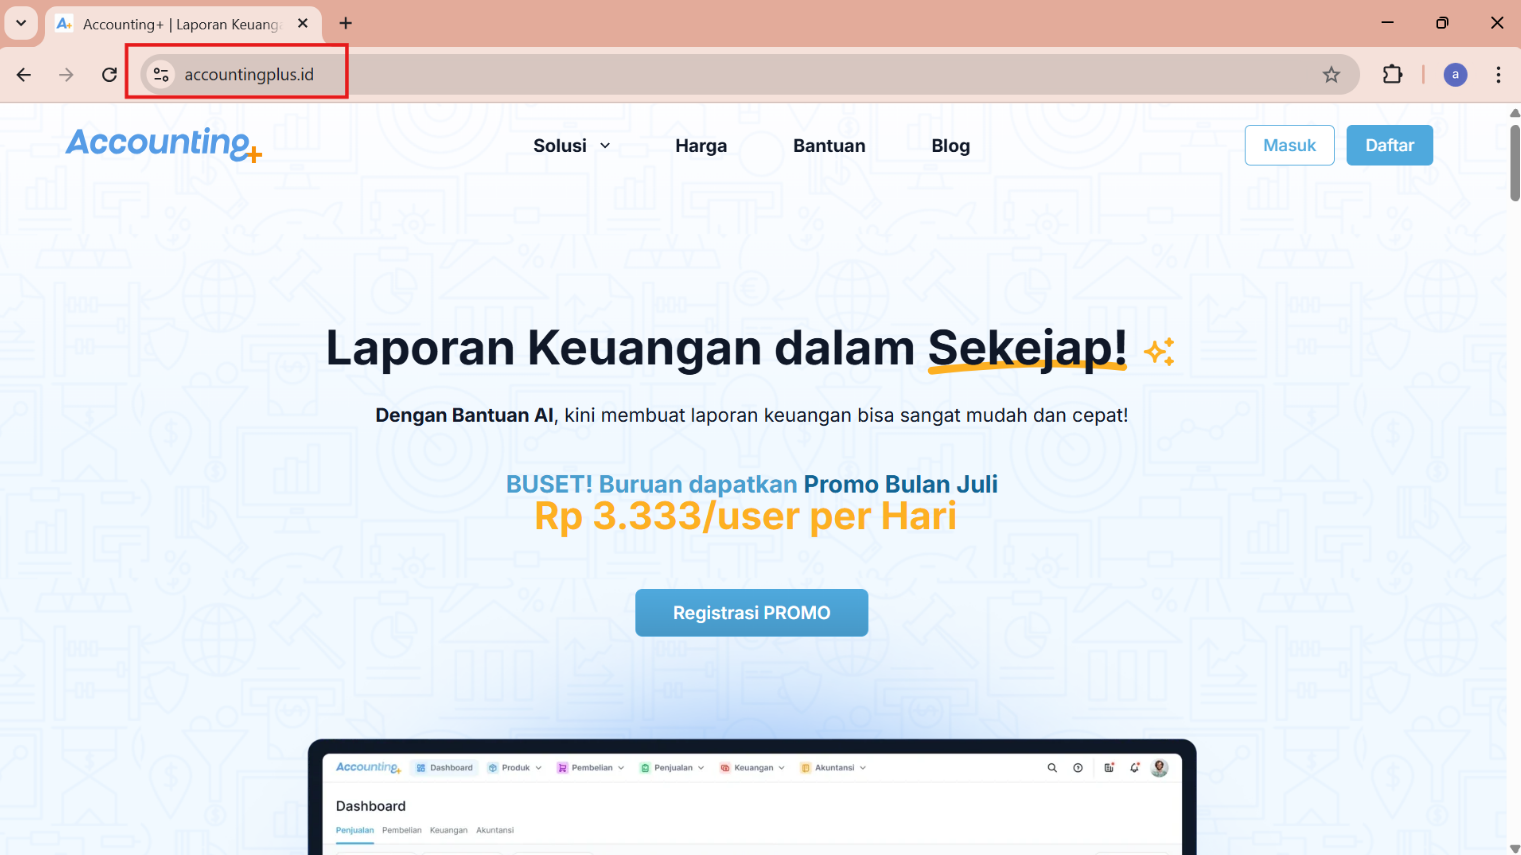 Accounting+ | Laporan Keuang
accountingplus.id
a
Accounting+
Solusi
Harga
Bantuan
Blog
Masuk
Daftar
Laporan Keuangan dalam Sekejap!
Dengan Bantuan AI, kini membuat laporan keuangan bisa sangat mudah dan cepat!
BUSET! Buruan dapatkan Promo Bulan Juli
Rp 3.333/user per Hari
Registrasi PROMO
Accounting+
Dashboard
Produk
Pembelian
Penjualan
Keuangan
Akuntansi
Dashboard
Penjualan
Pembelian
Keuangan
Akuntansi